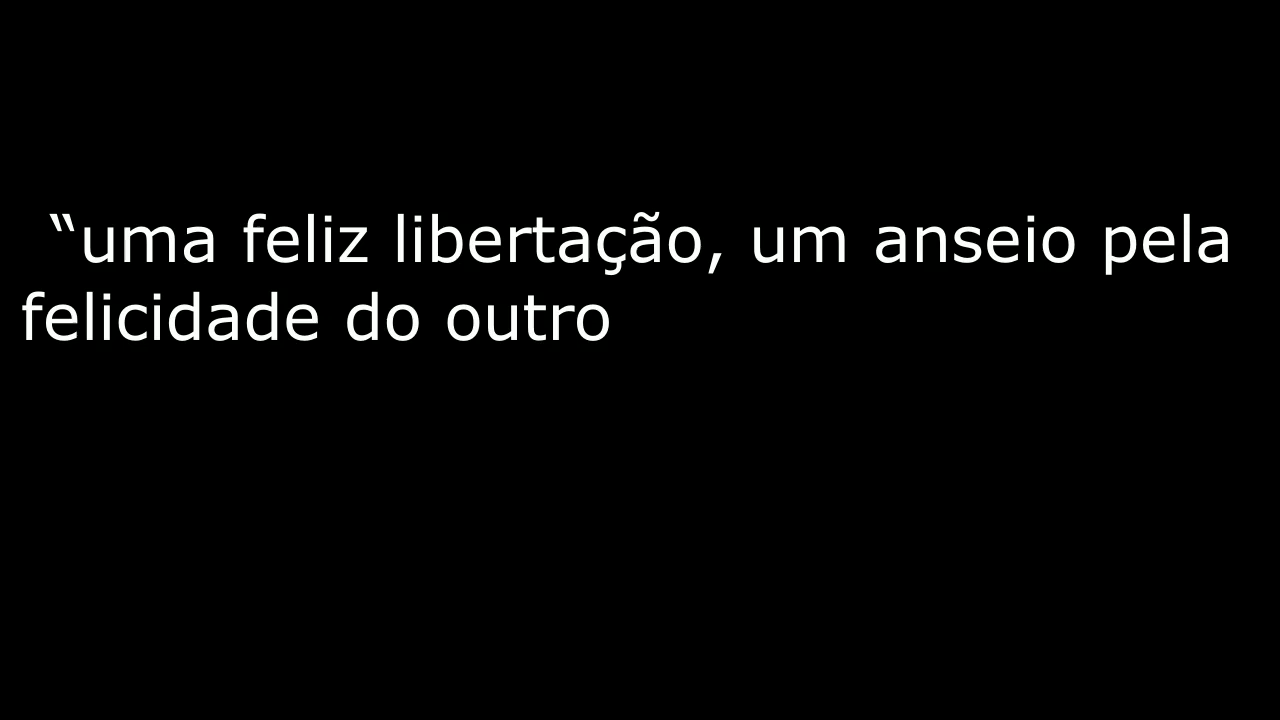 “uma feliz libertação, um anseio pela
felicidade do outro